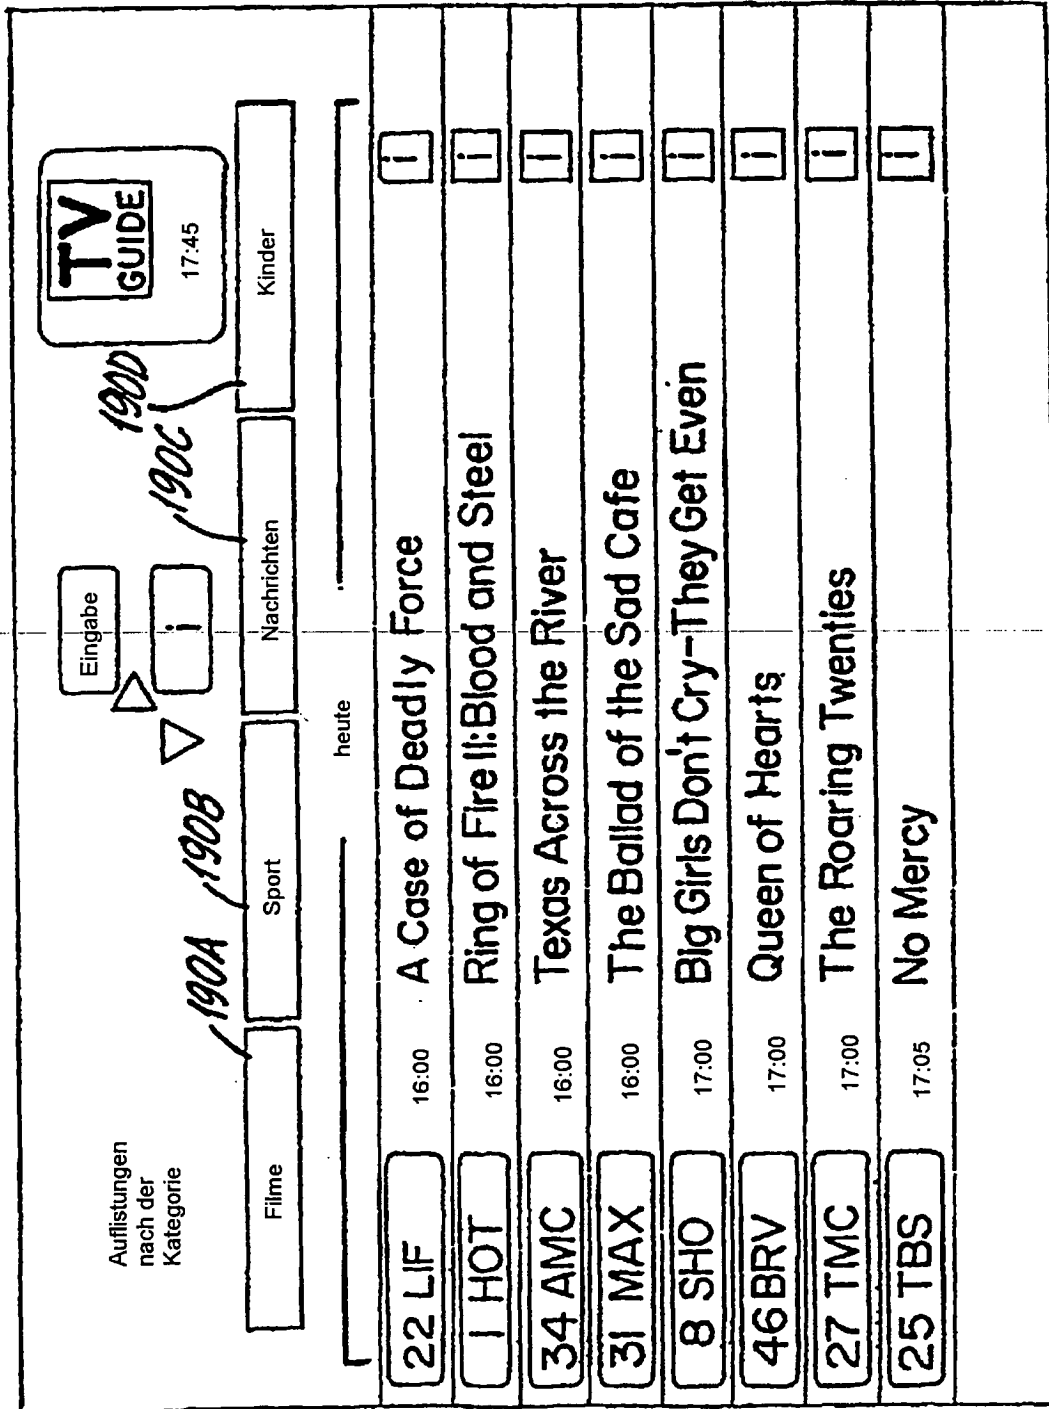 Auflistungen
nach der
Kategorie
Eingabe
i
TV
GUIDE
17:45
190A
190B
190C
190D
Filme Sport Nachrichten Kinder
heute
22 LIF 16:00 A Case of Deadly Force i
1 HOT 16:00 Ring of Fire II:Blood and Steel i
34 AMC 16:00 Texas Across the River i
31 MAX 16:00 The Ballad of the Sad Cafe i
8 SHO 17:00 Big Girls Don't Cry-They Get Even i
46 BRV 17:00 Queen of Hearts i
27 TMC 17:00 The Roaring Twenties i
25 TBS 17:05 No Mercy i